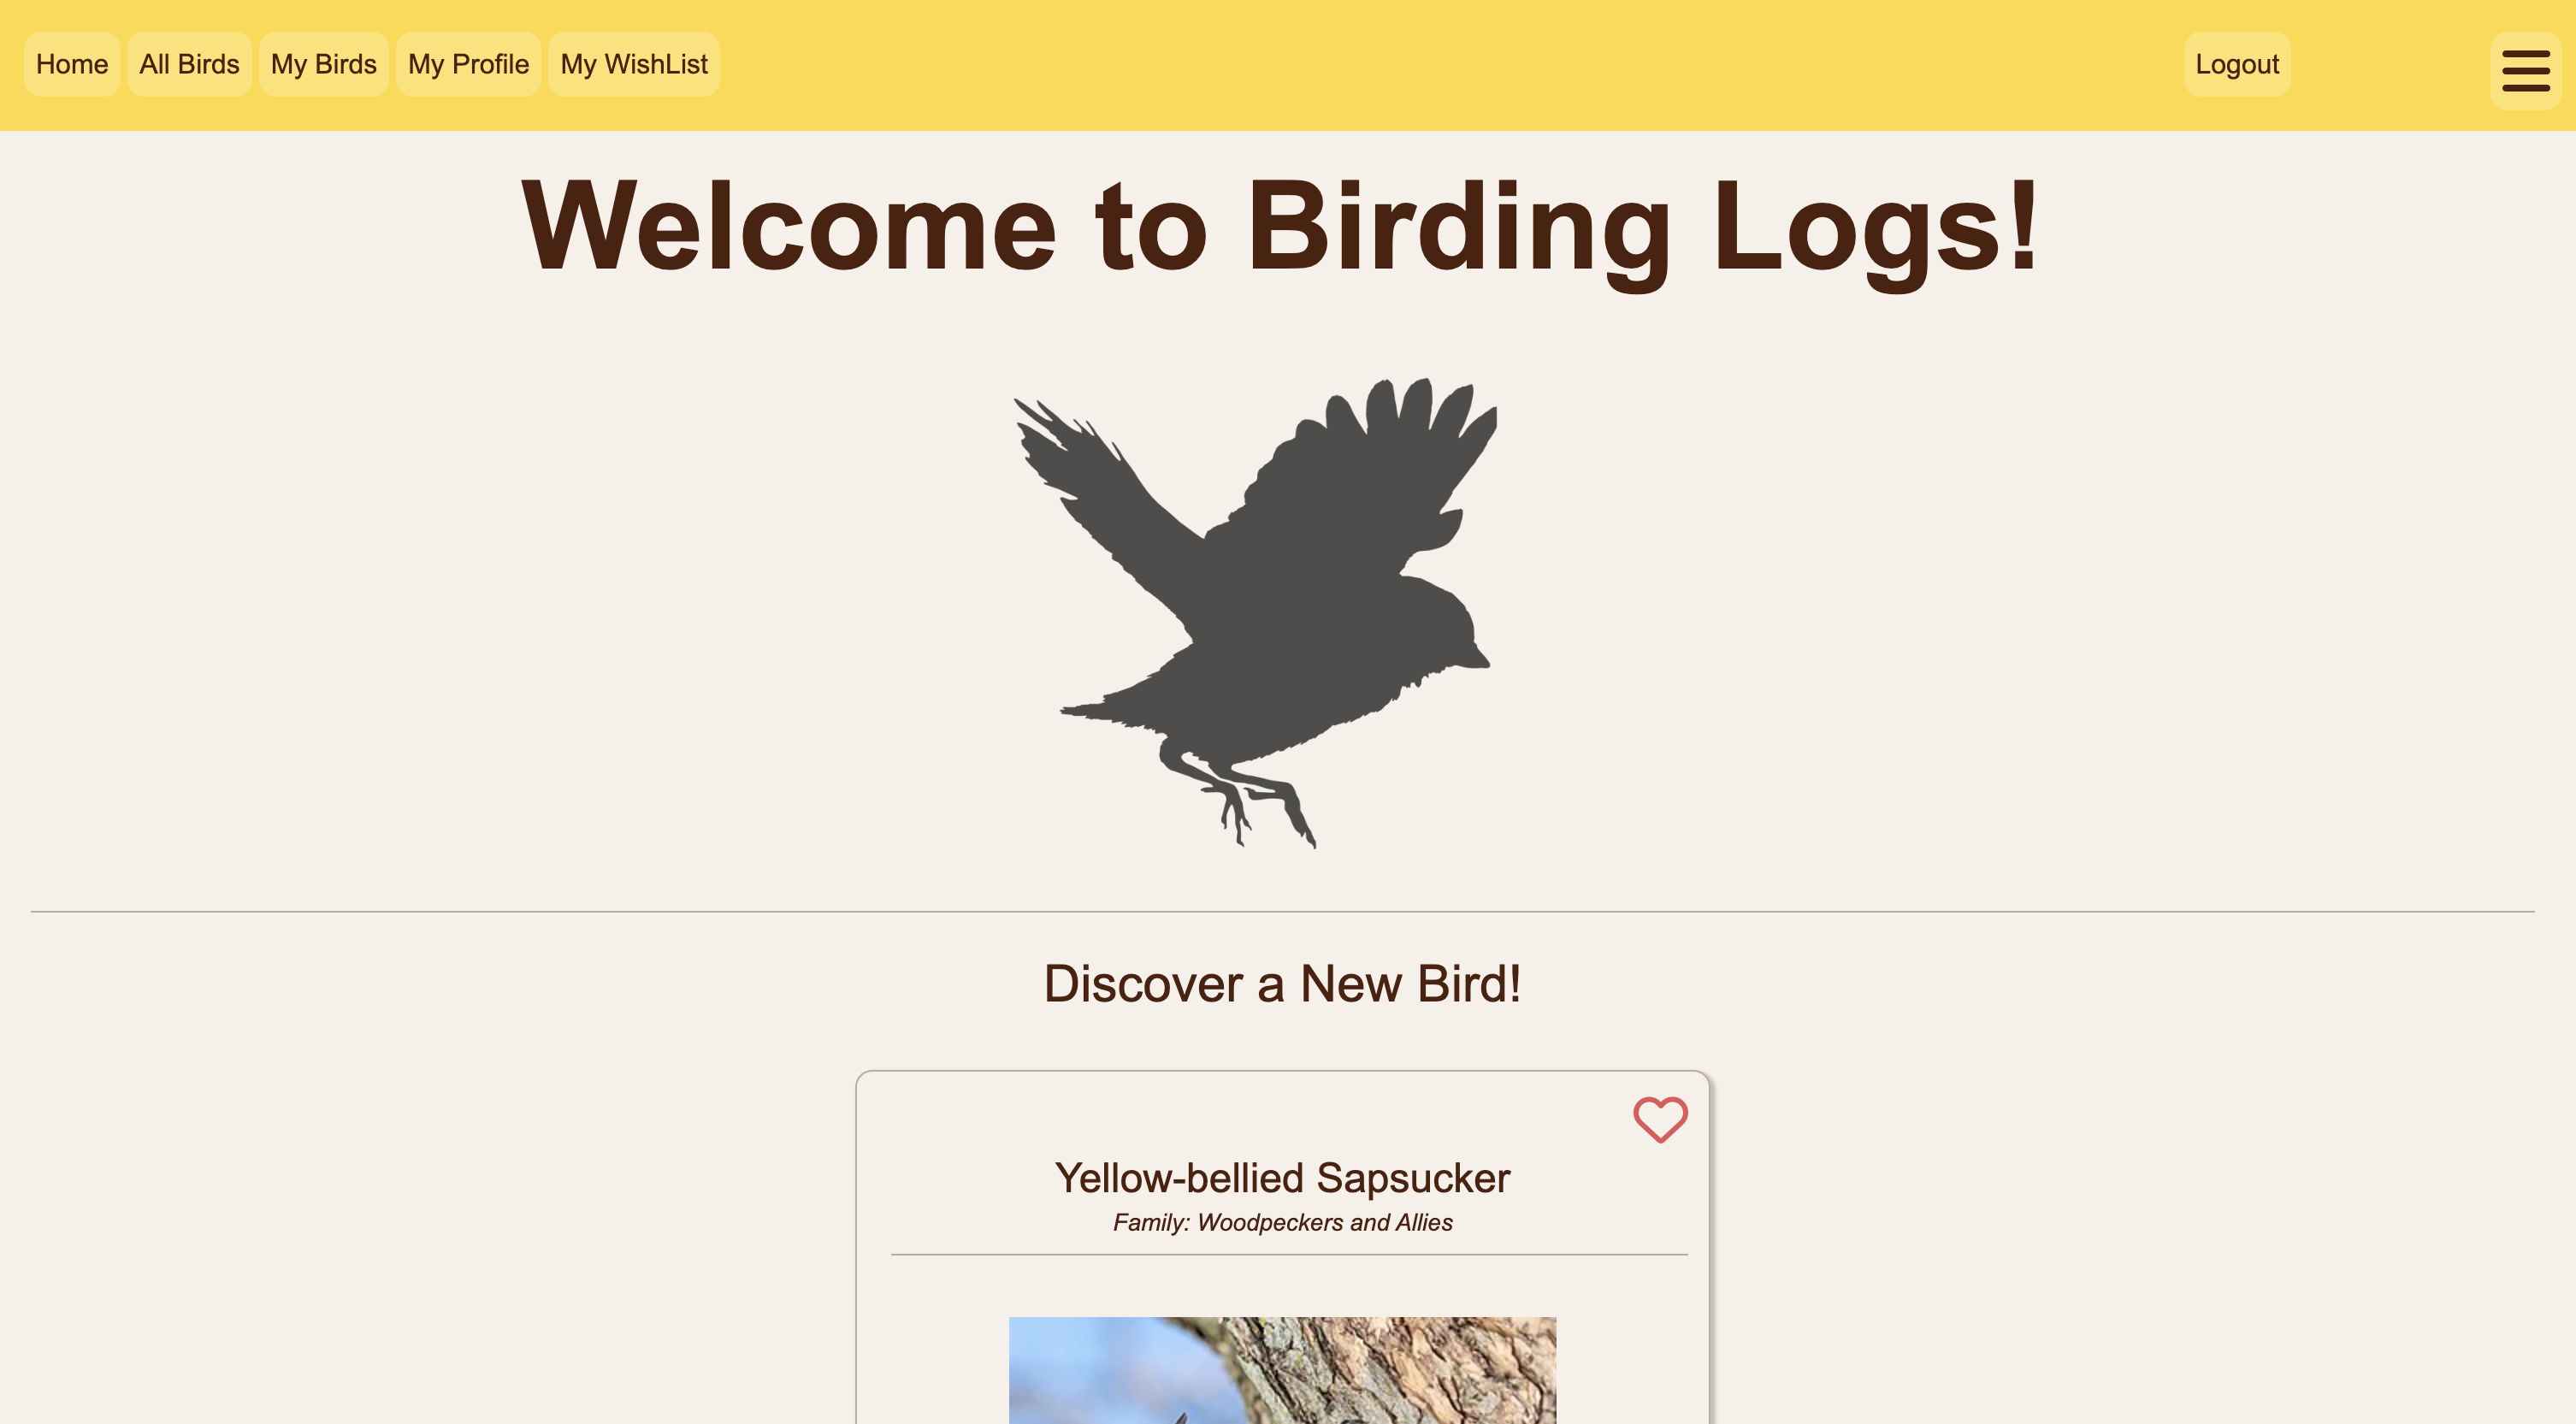 Home All Birds My Birds My Profile My WishList Logout
Welcome to Birding Logs!
Discover a New Bird!
Yellow-bellied Sapsucker
Family: Woodpeckers and Allies